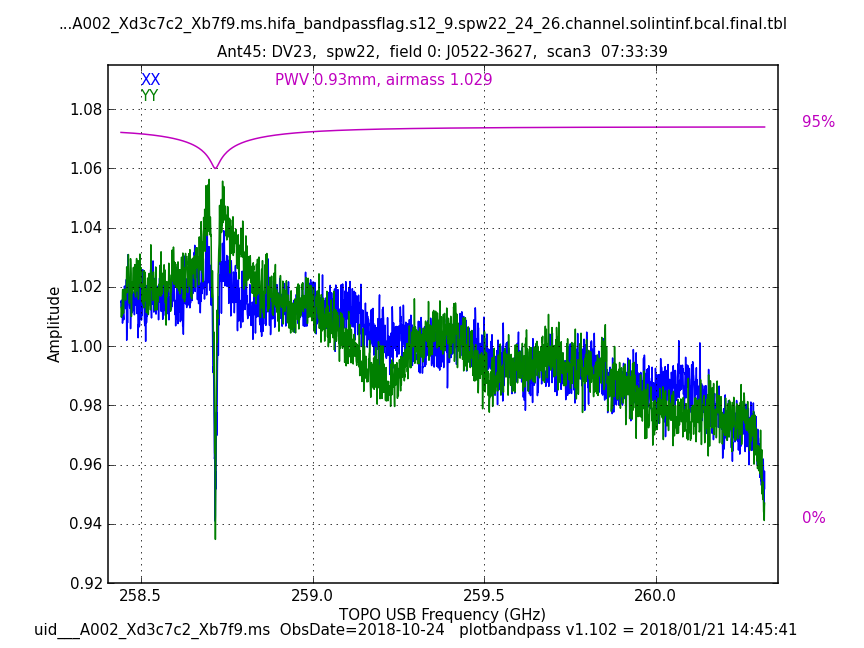 ...A002_Xd3c7c2_Xb7f9.ms.hifa_bandpassflag.s12_9.spw22_24_26.channel.solintinf.bcal.final.tbl
Ant45: DV23,  spw22,  field 0: J0522-3627,  scan3  07:33:39
XX
PWV 0.93mm, airmass 1.029
YY
1.08
95%
1.06
1.04
1.02
1.00
0.98
0.96
0.94
0%
0.92
Amplitude
258.5 259.0 259.5 260.0
TOPO USB Frequency (GHz)
uid___A002_Xd3c7c2_Xb7f9.ms  ObsDate=2018-10-24   plotbandpass v1.102 = 2018/01/21 14:45:41